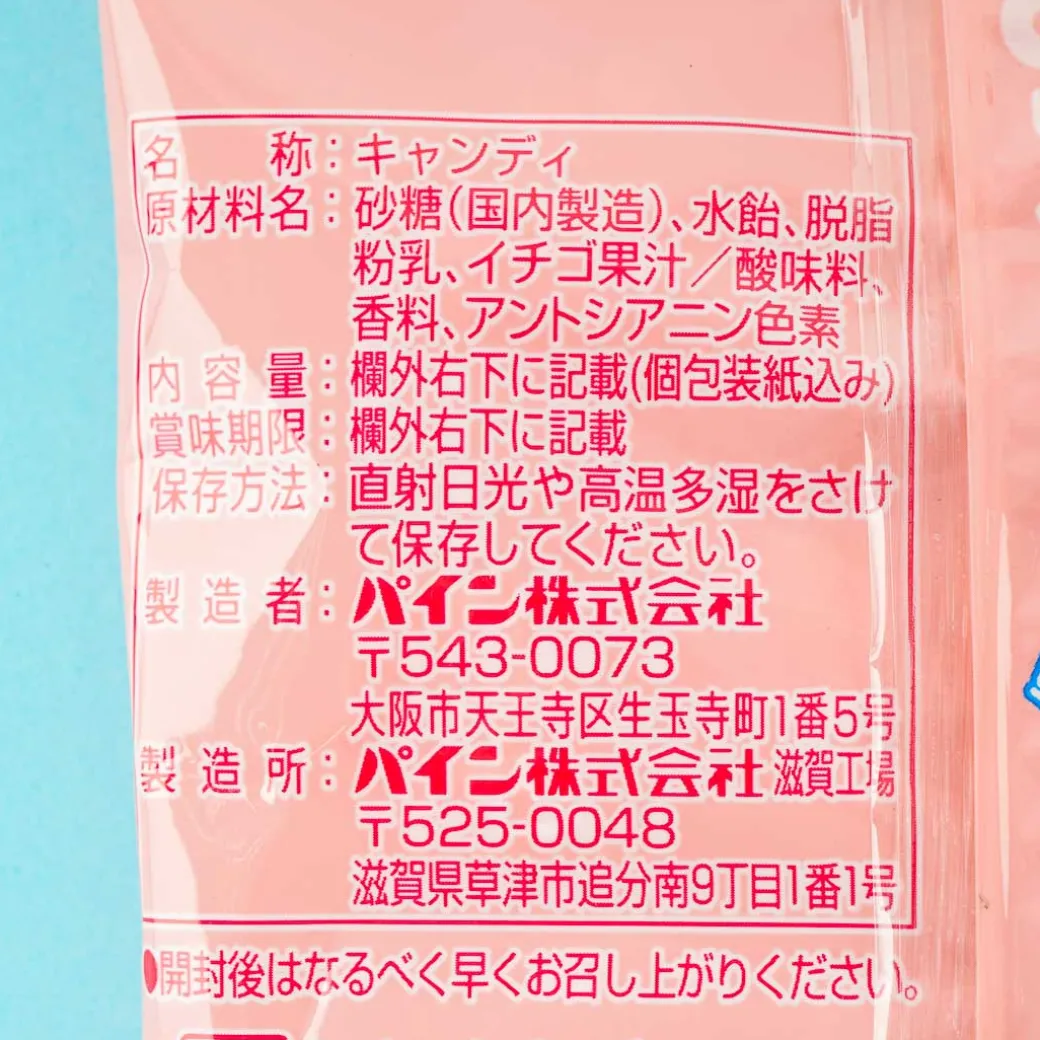 名称：キャンディ
原材料名：砂糖(国内製造)、水飴、脱脂
粉乳、イチゴ果汁／酸味料、
香料、アントシアニン色素
内容量：欄外右下に記載(個包装紙込み)
賞味期限：欄外右下に記載
保存方法：直射日光や高温多湿をさけ
て保存してください。
製造者：パイン株式会社
〒543-0073
大阪市天王寺区生玉寺町1番5号
製造所：パイン株式会社 滋賀工場
〒525-0048
滋賀県草津市追分南9丁目1番1号
●開封後はなるべく早くお召し上がりください。